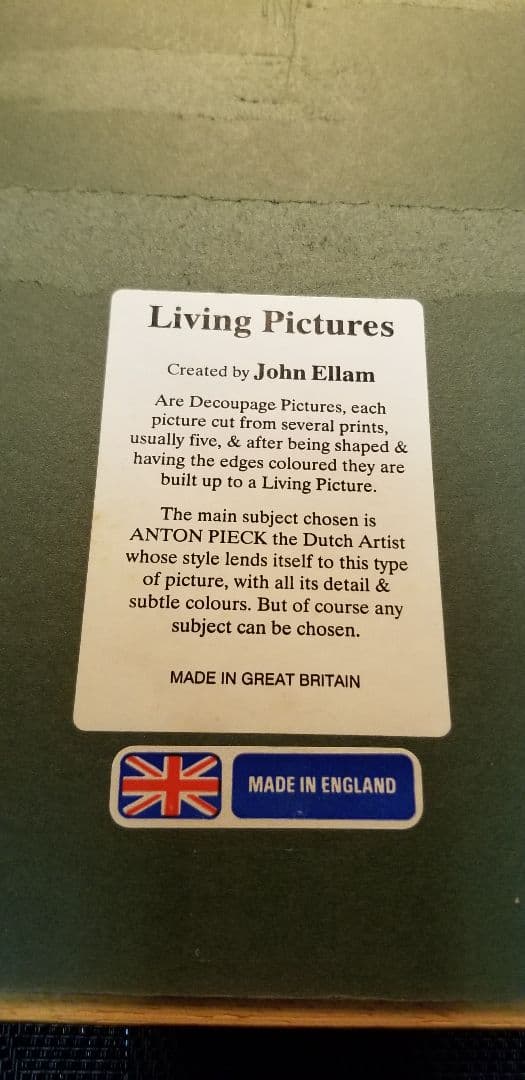 Living Pictures
Created by John Ellam
Are Decoupage Pictures, each
picture cut from several prints,
usually five, & after being shaped &
having the edges coloured they are
built up to a Living Picture.
The main subject chosen is
ANTON PIECK the Dutch Artist
whose style lends itself to this type
of picture, with all its detail &
subtle colours. But of course any
subject can be chosen.
MADE IN GREAT BRITAIN
MADE IN ENGLAND